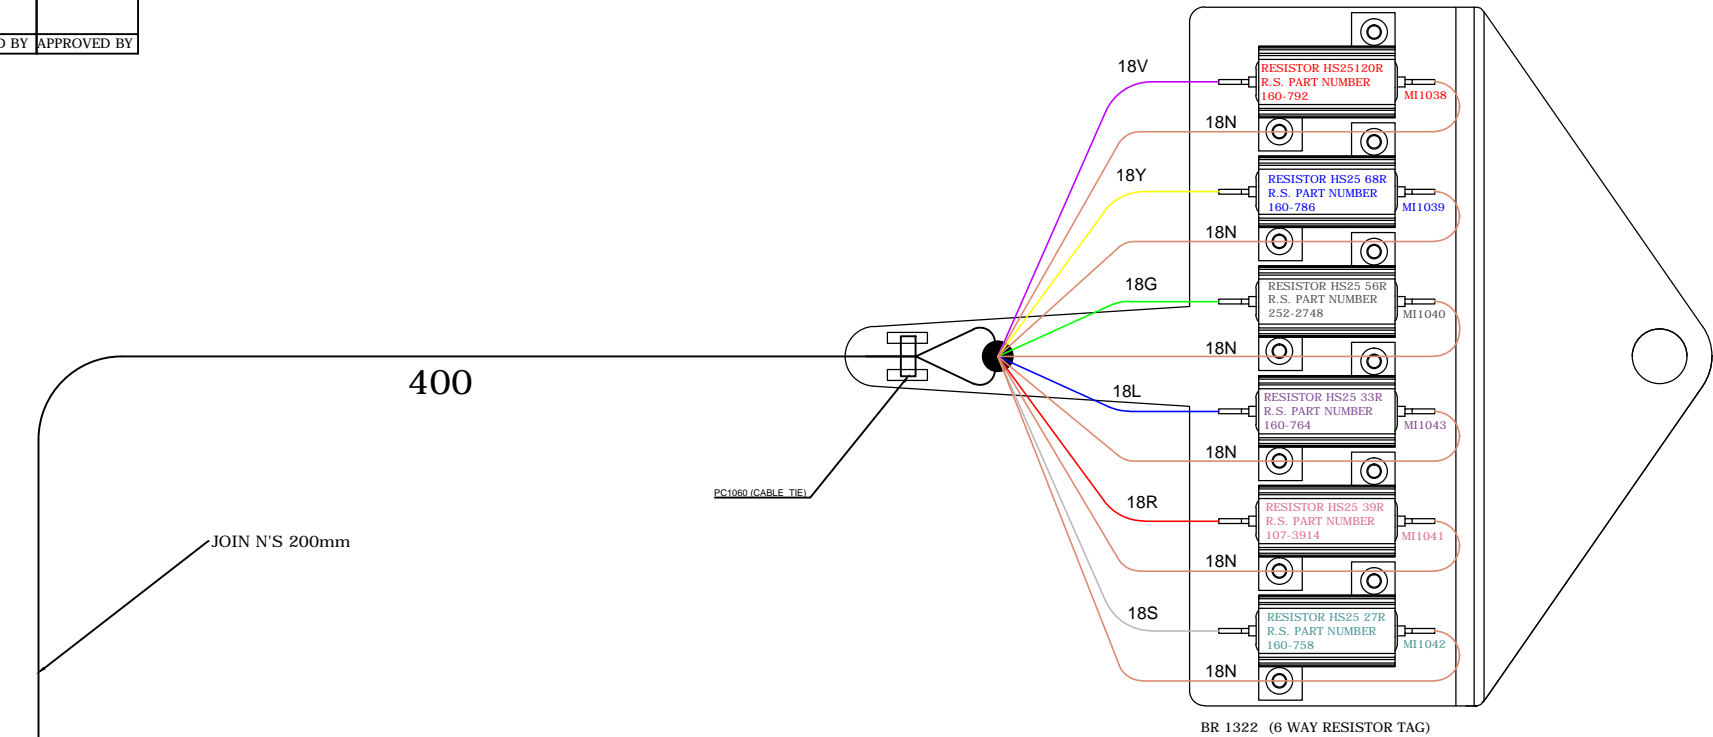 BY APPROVED BY
18V
RESISTOR HS25120R
R.S. PART NUMBER
160-792
MI1038
18N
18Y
RESISTOR HS25 68R
R.S. PART NUMBER
160-786
MI1039
18N
18G
RESISTOR HS25 56R
R.S. PART NUMBER
252-2748
MI1040
18N
400
18L
RESISTOR HS25 33R
R.S. PART NUMBER
160-764
MI1043
18N
PC1060 (CABLE TIE)
18R
RESISTOR HS25 39R
R.S. PART NUMBER
107-3914
MI1041
JOIN N'S 200mm
18N
18S
RESISTOR HS25 27R
R.S. PART NUMBER
160-758
MI1042
18N
BR 1322 (6 WAY RESISTOR TAG)